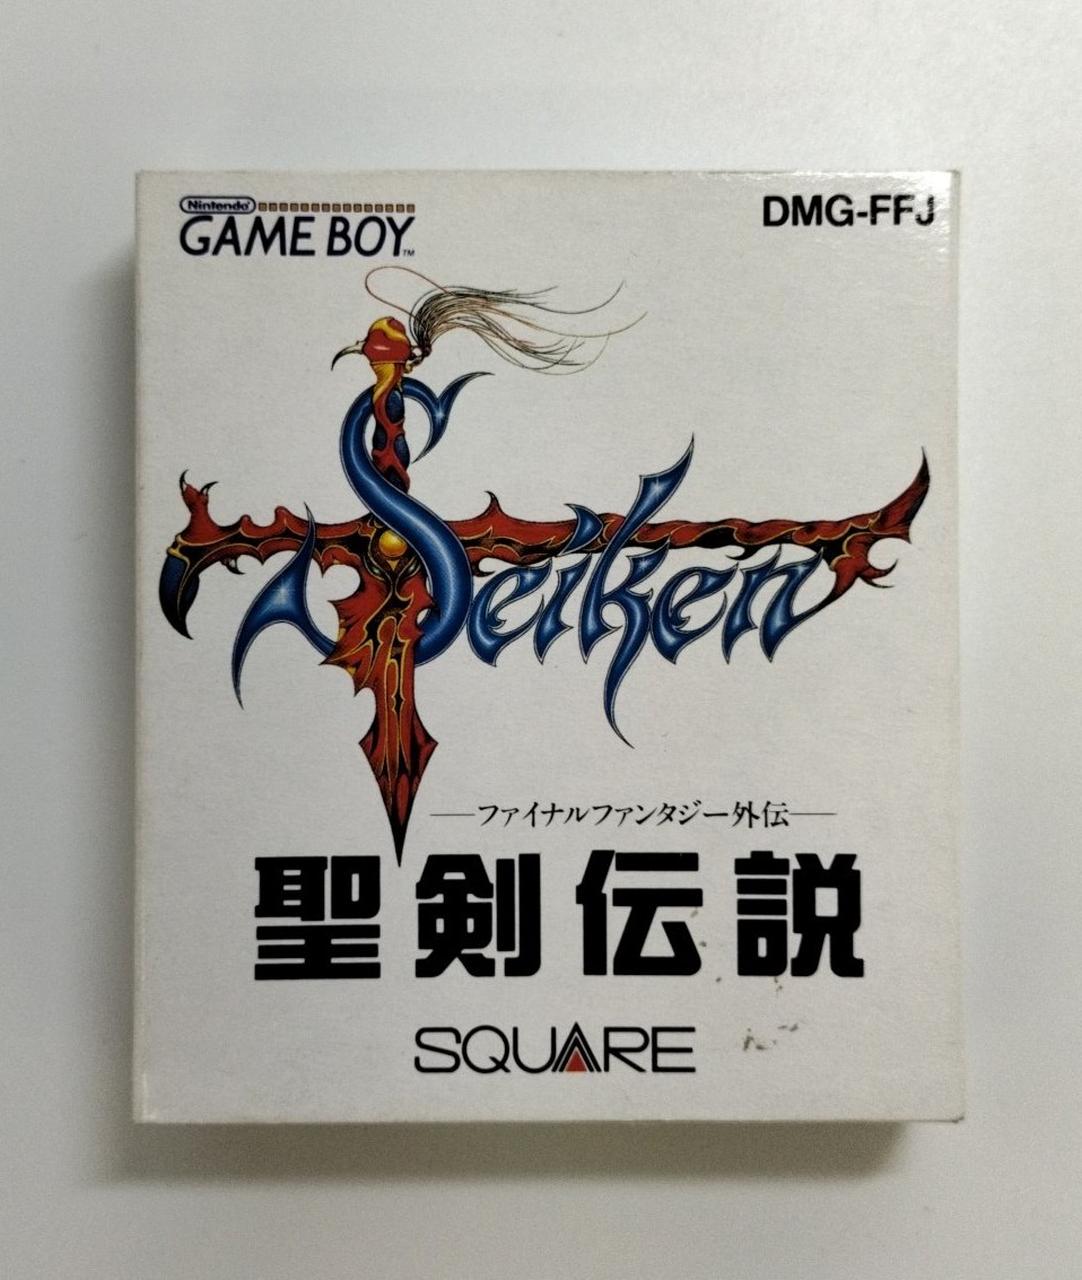 Nintendo
GAME BOY™
DMG-FFJ
Seiken
—ファイナルファンタジー外伝—
聖剣伝説
SQUARE